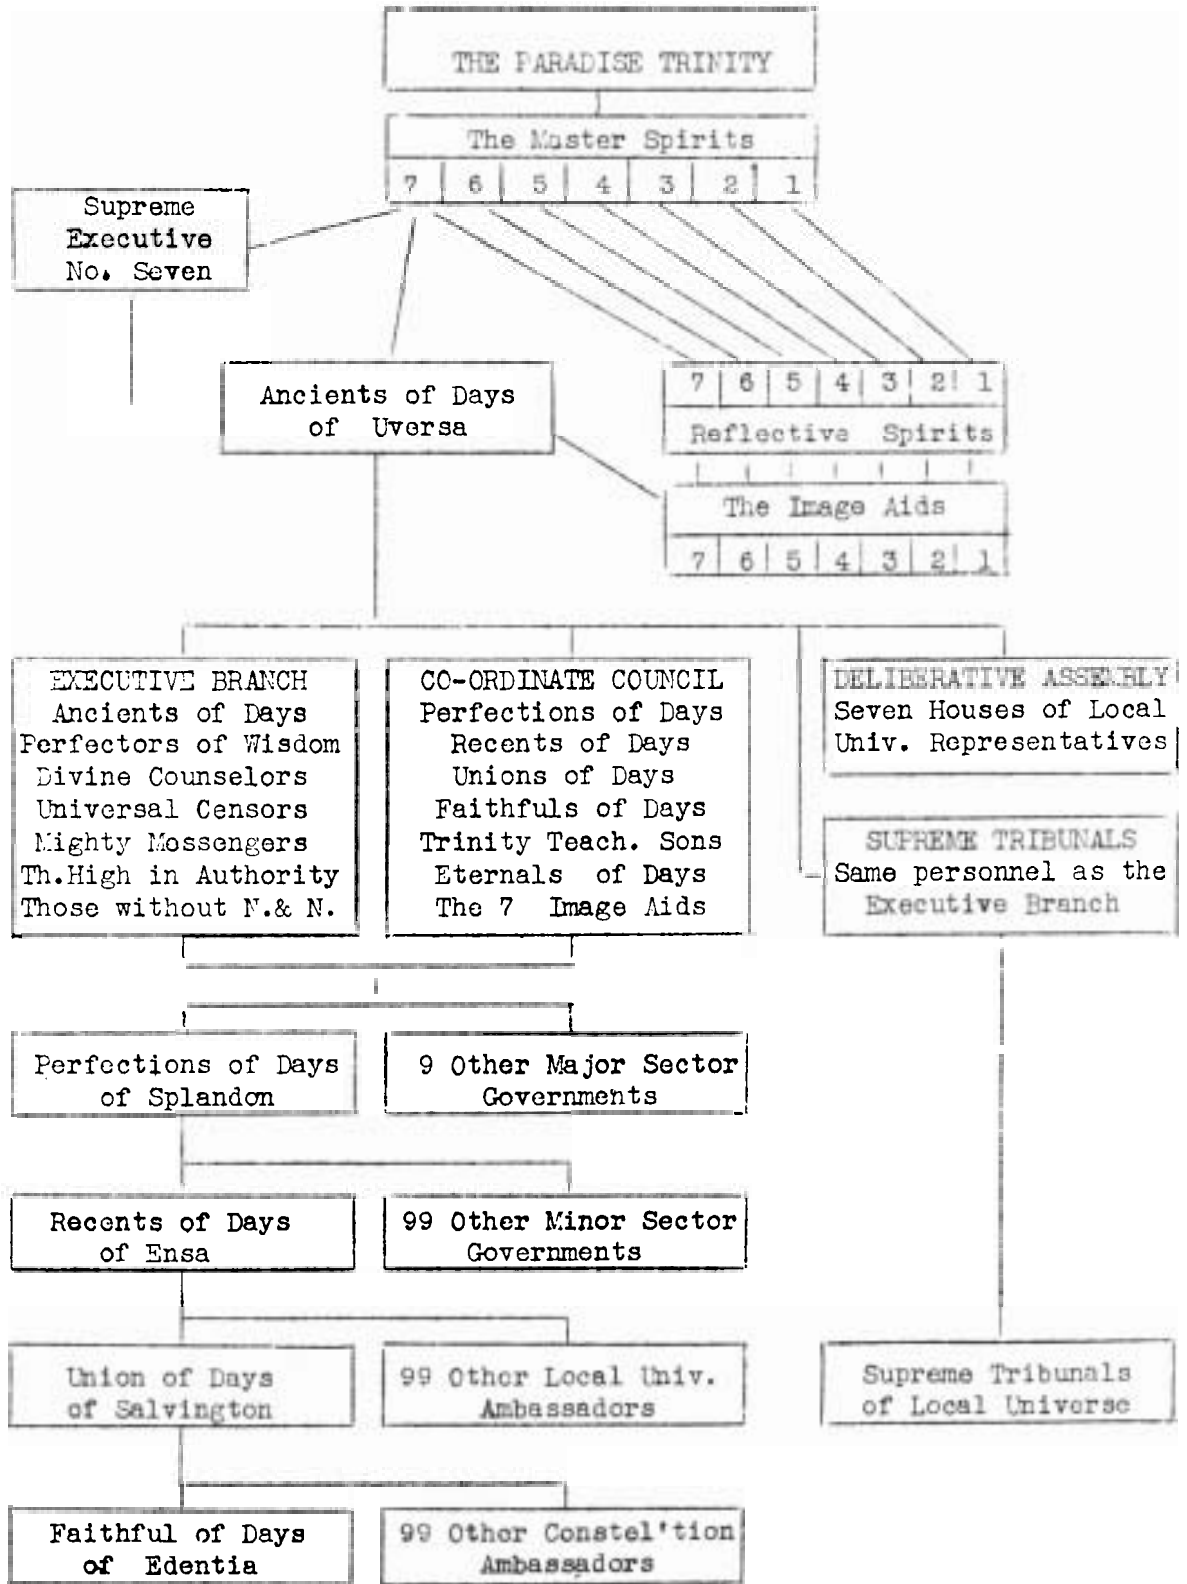 THE PARADISE TRINITY
The Master Spirits
7 6 5 4 3 2 1
Supreme
Executive
No. Seven
Ancients of Days
of Uversa
7 6 5 4 3 2 1
Reflective Spirits
The Image Aids
7 6 5 4 3 2 1
EXECUTIVE BRANCH
Ancients of Days
Perfectors of Wisdom
Divine Counselors
Universal Censors
Mighty Messengers
Th.High in Authority
Those without N.& N.
CO-ORDINATE COUNCIL
Perfections of Days
Recents of Days
Unions of Days
Faithfuls of Days
Trinity Teach. Sons
Eternals of Days
The 7 Image Aids
DELIBERATIVE ASSEMBLY
Seven Houses of Local
Univ. Representatives
SUPREME TRIBUNALS
Same personnel as the
Executive Branch
Perfections of Days
of Splandon
9 Other Major Sector
Governments
Recents of Days
of Ensa
99 Other Minor Sector
Governments
Union of Days
of Salvington
99 Other Local Univ.
Ambassadors
Supreme Tribunals
of Local Universe
Faithful of Days
of Edentia
99 Other Constel'tion
Ambassadors